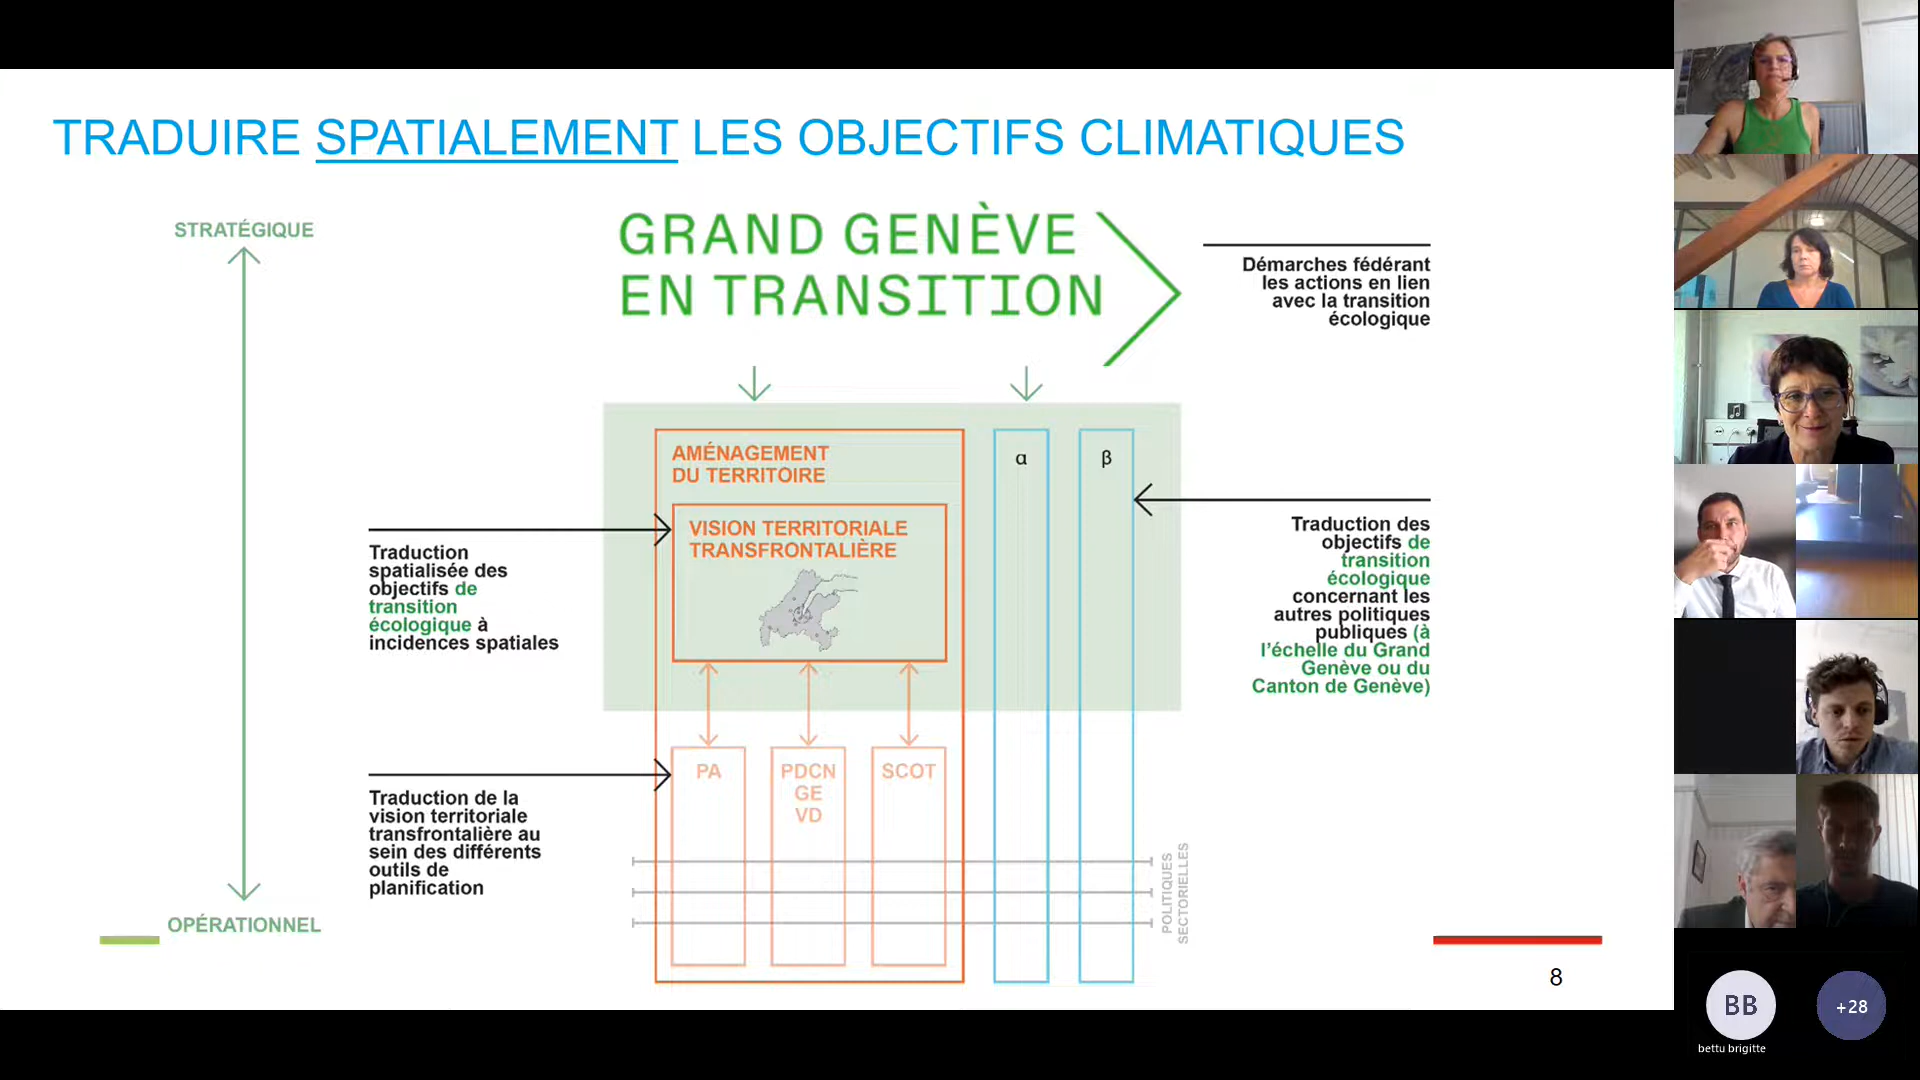 TRADUIRE SPATIALEMENT LES OBJECTIFS CLIMATIQUES
STRATÉGIQUE
OPÉRATIONNEL
GRAND GENÈVE
EN TRANSITION
Démarches fédérant
les actions en lien
avec la transition
écologique
AMÉNAGEMENT
DU TERRITOIRE
VISION TERRITORIALE
TRANSFRONTALIÈRE
α
β
Traduction
spatialisée des
objectifs de
transition
écologique à
incidences spatiales
Traduction des
objectifs de
transition
écologique
concernant les
autres politiques
publiques (à
l'échelle du Grand
Genève ou du
Canton de Genève)
PA
PDCN
GE
VD
SCOT
Traduction de la
vision territoriale
transfrontalière au
sein des différents
outils de
planification
POLITIQUES
SECTORIELLES
8
BB
bettu brigitte
+28